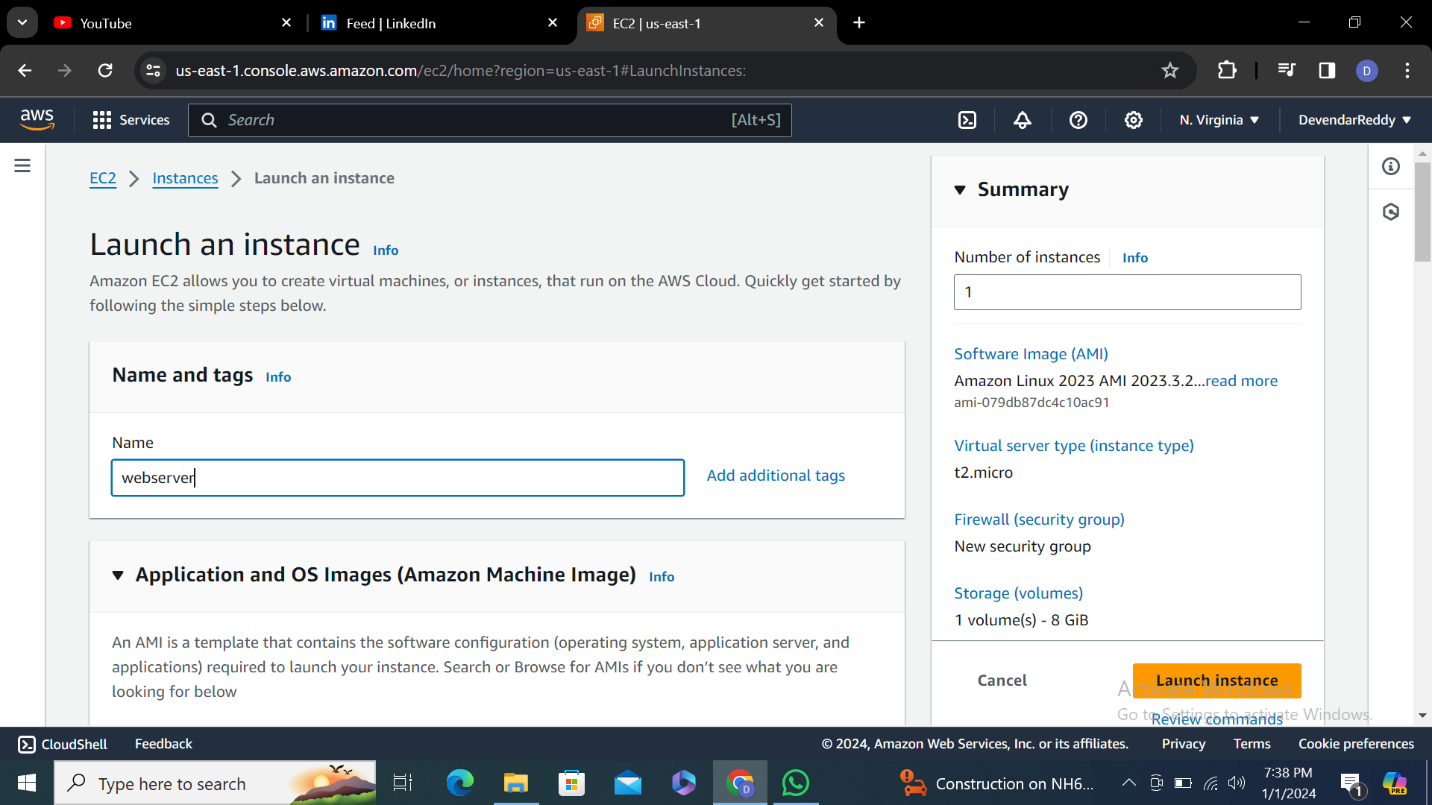 YouTube
Feed | LinkedIn
EC2 | us-east-1
us-east-1.console.aws.amazon.com/ec2/home?region=us-east-1#LaunchInstances:
D
aws
Services
Search
[Alt+S]
N. Virginia
DevendarReddy
EC2
Instances
Launch an instance
Launch an instance Info
Amazon EC2 allows you to create virtual machines, or instances, that run on the AWS Cloud. Quickly get started by
following the simple steps below.
Name and tags Info
Name
webserver
Add additional tags
Application and OS Images (Amazon Machine Image) Info
An AMI is a template that contains the software configuration (operating system, application server, and
applications) required to launch your instance. Search or Browse for AMIs if you don't see what you are
looking for below
Summary
Number of instances Info
1
Software Image (AMI)
Amazon Linux 2023 AMI 2023.3.2...read more
ami-079db87dc4c10ac91
Virtual server type (instance type)
t2.micro
Firewall (security group)
New security group
Storage (volumes)
1 volume(s) - 8 GiB
Cancel
Launch instance
Review commands
Activate Windows
Go to Settings to activate Windows.
CloudShell
Feedback
© 2024, Amazon Web Services, Inc. or its affiliates.
Privacy
Terms
Cookie preferences
Type here to search
D
Construction on NH6...
7:38 PM
1/1/2024
1
PRE